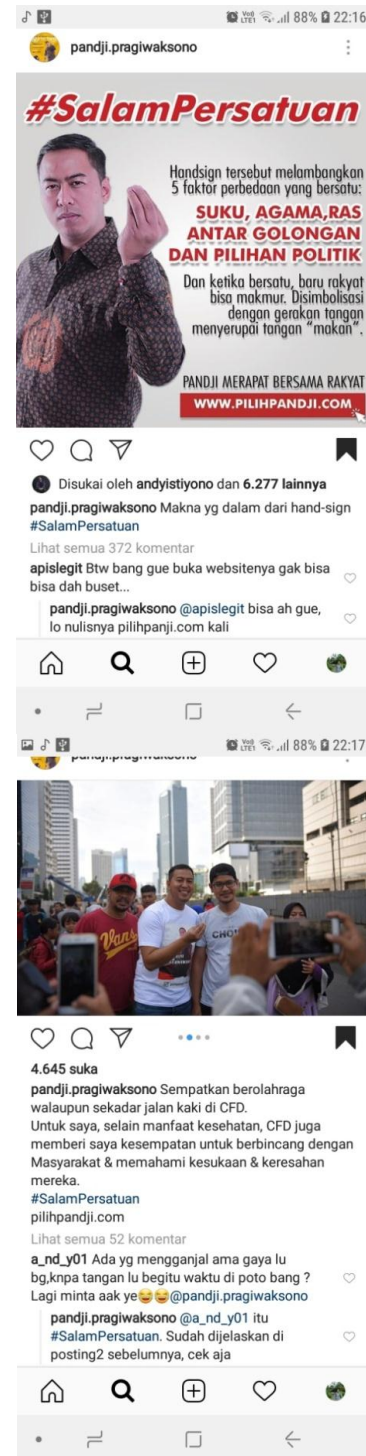 88% 22:16
pandji.pragiwaksono
#SalamPersatuan
Handsign tersebut melambangkan
5 faktor perbedaan yang bersatu:
SUKU, AGAMA,RAS
ANTAR GOLONGAN
DAN PILIHAN POLITIK
Dan ketika bersatu, baru rakyat
bisa makmur. Disimbolisasi
dengan gerakan tangan
menyerupai tangan "makan".
PANDJI MERAPAT BERSAMA RAKYAT
WWW.PILIHPANDJI.COM
Disukai oleh andyistiyono dan 6.277 lainnya
pandji.pragiwaksono Makna yg dalam dari hand-sign
#SalamPersatuan
Lihat semua 372 komentar
apislegit Btw bang gue buka websitenya gak bisa
bisa dah buset...
pandji.pragiwaksono @apislegit bisa ah gue,
lo nulisnya pilihpanji.com kali
88% 22:17
pandji.pragiwaksono
Vans
CHO
4.645 suka
pandji.pragiwaksono Sempatkan berolahraga
walaupun sekadar jalan kaki di CFD.
Untuk saya, selain manfaat kesehatan, CFD juga
memberi saya kesempatan untuk berbincang dengan
Masyarakat & memahami kesukaan & keresahan
mereka.
#SalamPersatuan
pilihpandji.com
Lihat semua 52 komentar
a_nd_y01 Ada yg mengganjal ama gaya lu
bg,knpa tangan lu begitu waktu di poto bang ?
Lagi minta aak ye😂😂@pandji.pragiwaksono
pandji.pragiwaksono @a_nd_y01 itu
#SalamPersatuan. Sudah dijelaskan di
posting2 sebelumnya, cek aja